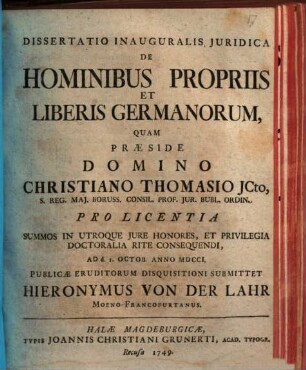 DISSERTATIO INAUGURALIS JURIDICA
DE
HOMINIBUS PROPRIIS
ET
LIBERIS GERMANORUM,
QUAM
PRÆSIDE
DOMINO
CHRISTIANO THOMASIO JCto,
S. REG. MAJ. BORUSS. CONSIL. PROF. JUR. PUBL. ORDIN.
PRO LICENTIA
SUMMOS IN UTROQUE JURE HONORES, ET PRIVILEGIA
DOCTORALIA RITE CONSEQUENDI,
AD d. 1. OCTOB. ANNO MDCCI.
PUBLICÆ ERUDITORUM DISQUISITIONI SUBMITTET
HIERONYMUS VON DER LAHR
MOENO-FRANCOFURTANUS.
HALÆ MAGDEBURGICÆ,
TYPIS JOANNIS CHRISTIANI GRUNERTI, ACAD. TYPOGR.
Recusa 1749.